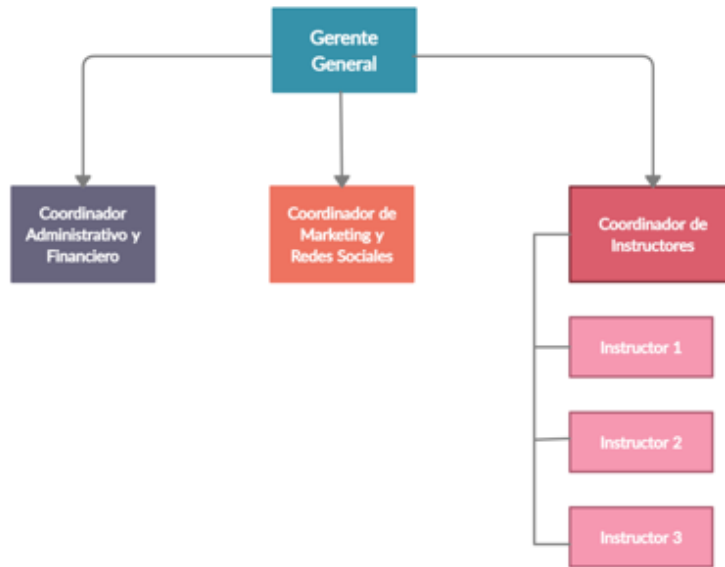 Gerente
General
Coordinador
Administrativo y
Financiero
Coordinador de
Marketing y
Redes Sociales
Coordinador de
Instructores
Instructor 1
Instructor 2
Instructor 3